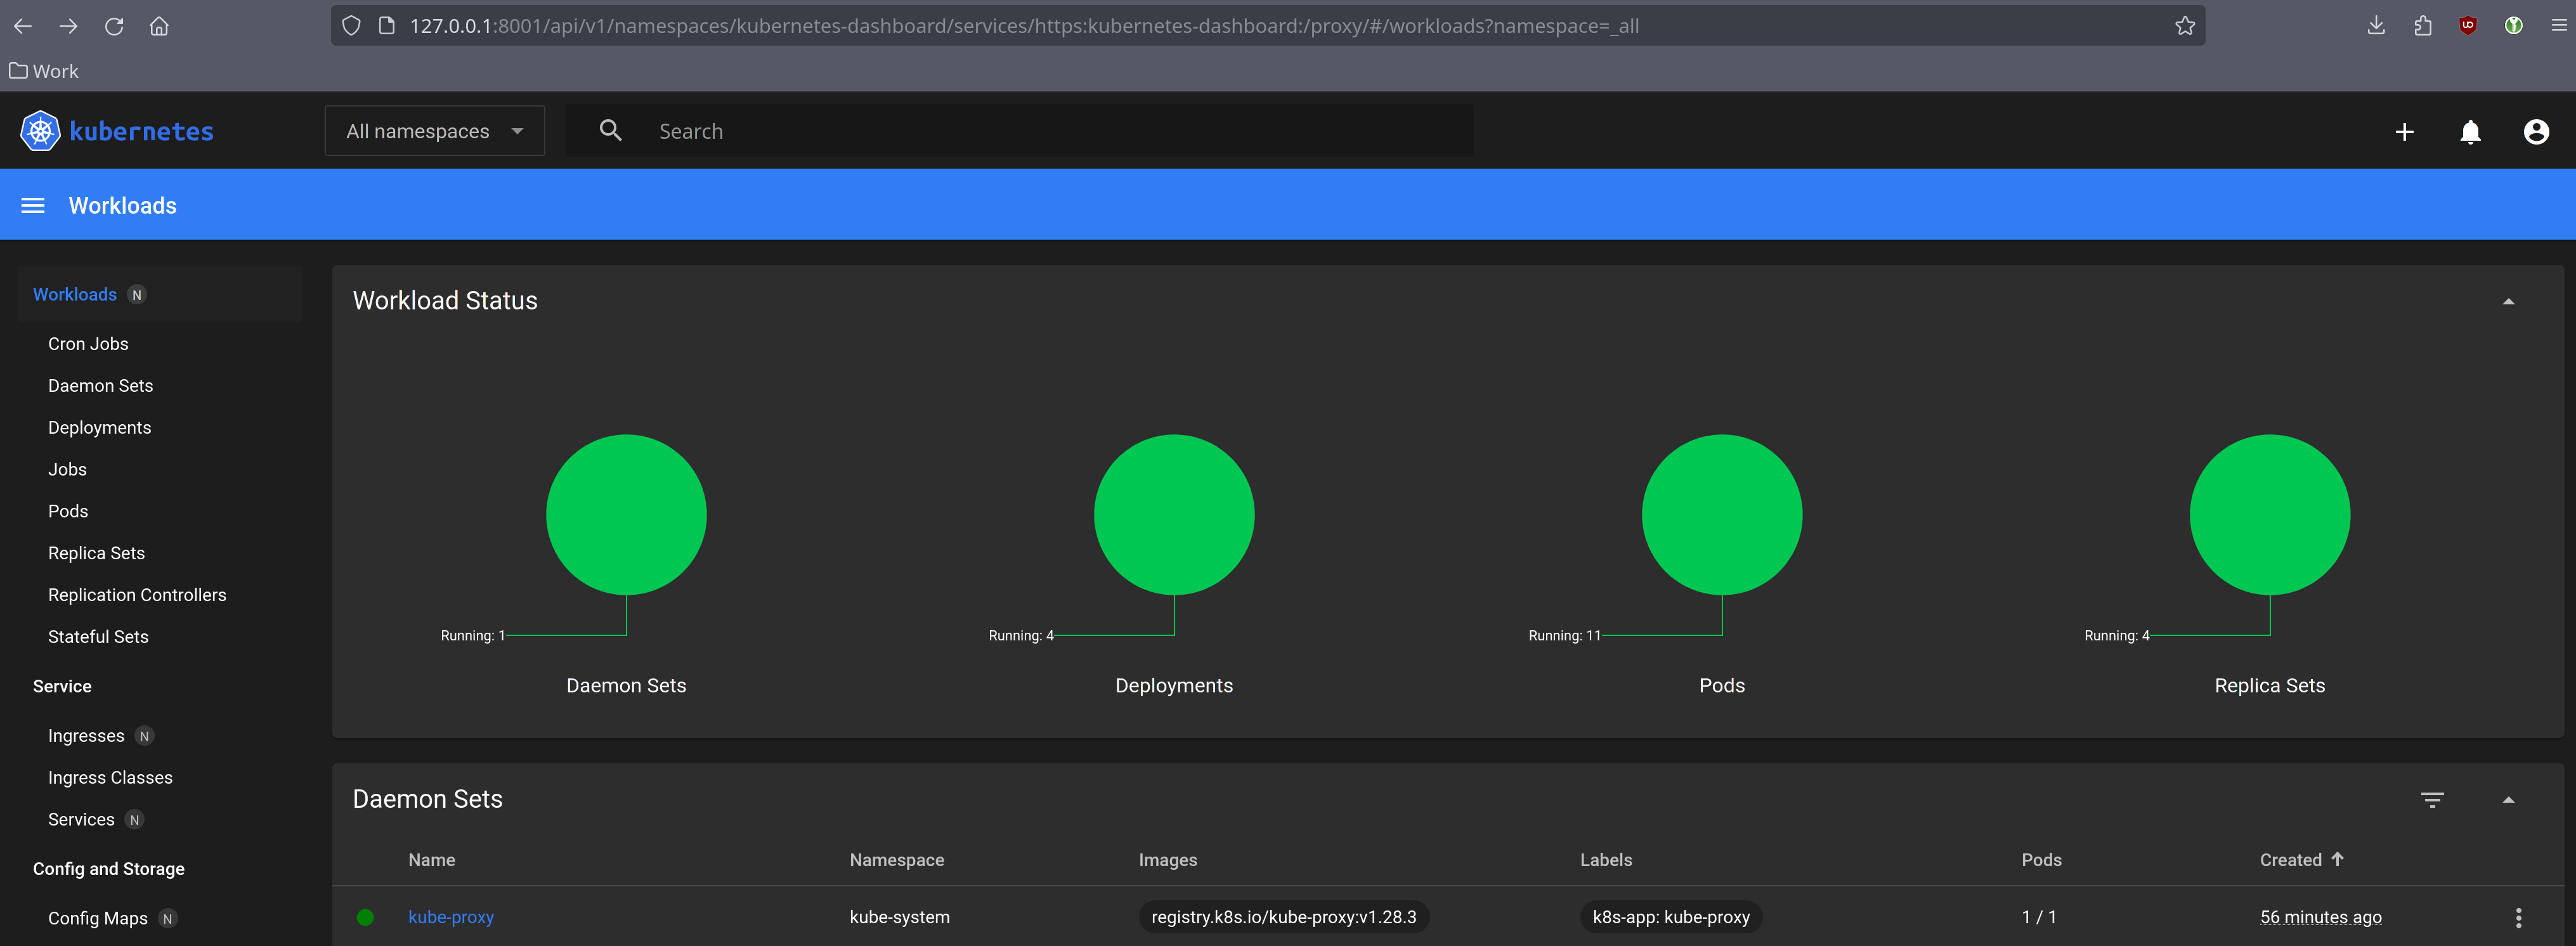 127.0.0.1:8001/api/v1/namespaces/kubernetes-dashboard/services/https:kubernetes-dashboard:/proxy/#/workloads?namespace=_all
Work
kubernetes
All namespaces
Search
Workloads
Workloads N
Cron Jobs
Daemon Sets
Deployments
Jobs
Pods
Replica Sets
Replication Controllers
Stateful Sets
Service
Ingresses N
Ingress Classes
Services N
Config and Storage
Config Maps N
Workload Status
Running: 1
Running: 4
Running: 11
Running: 4
Daemon Sets
Deployments
Pods
Replica Sets
Daemon Sets
Name Namespace Images Labels Pods Created
kube-proxy kube-system registry.k8s.io/kube-proxy:v1.28.3 k8s-app: kube-proxy 1 / 1 56 minutes ago